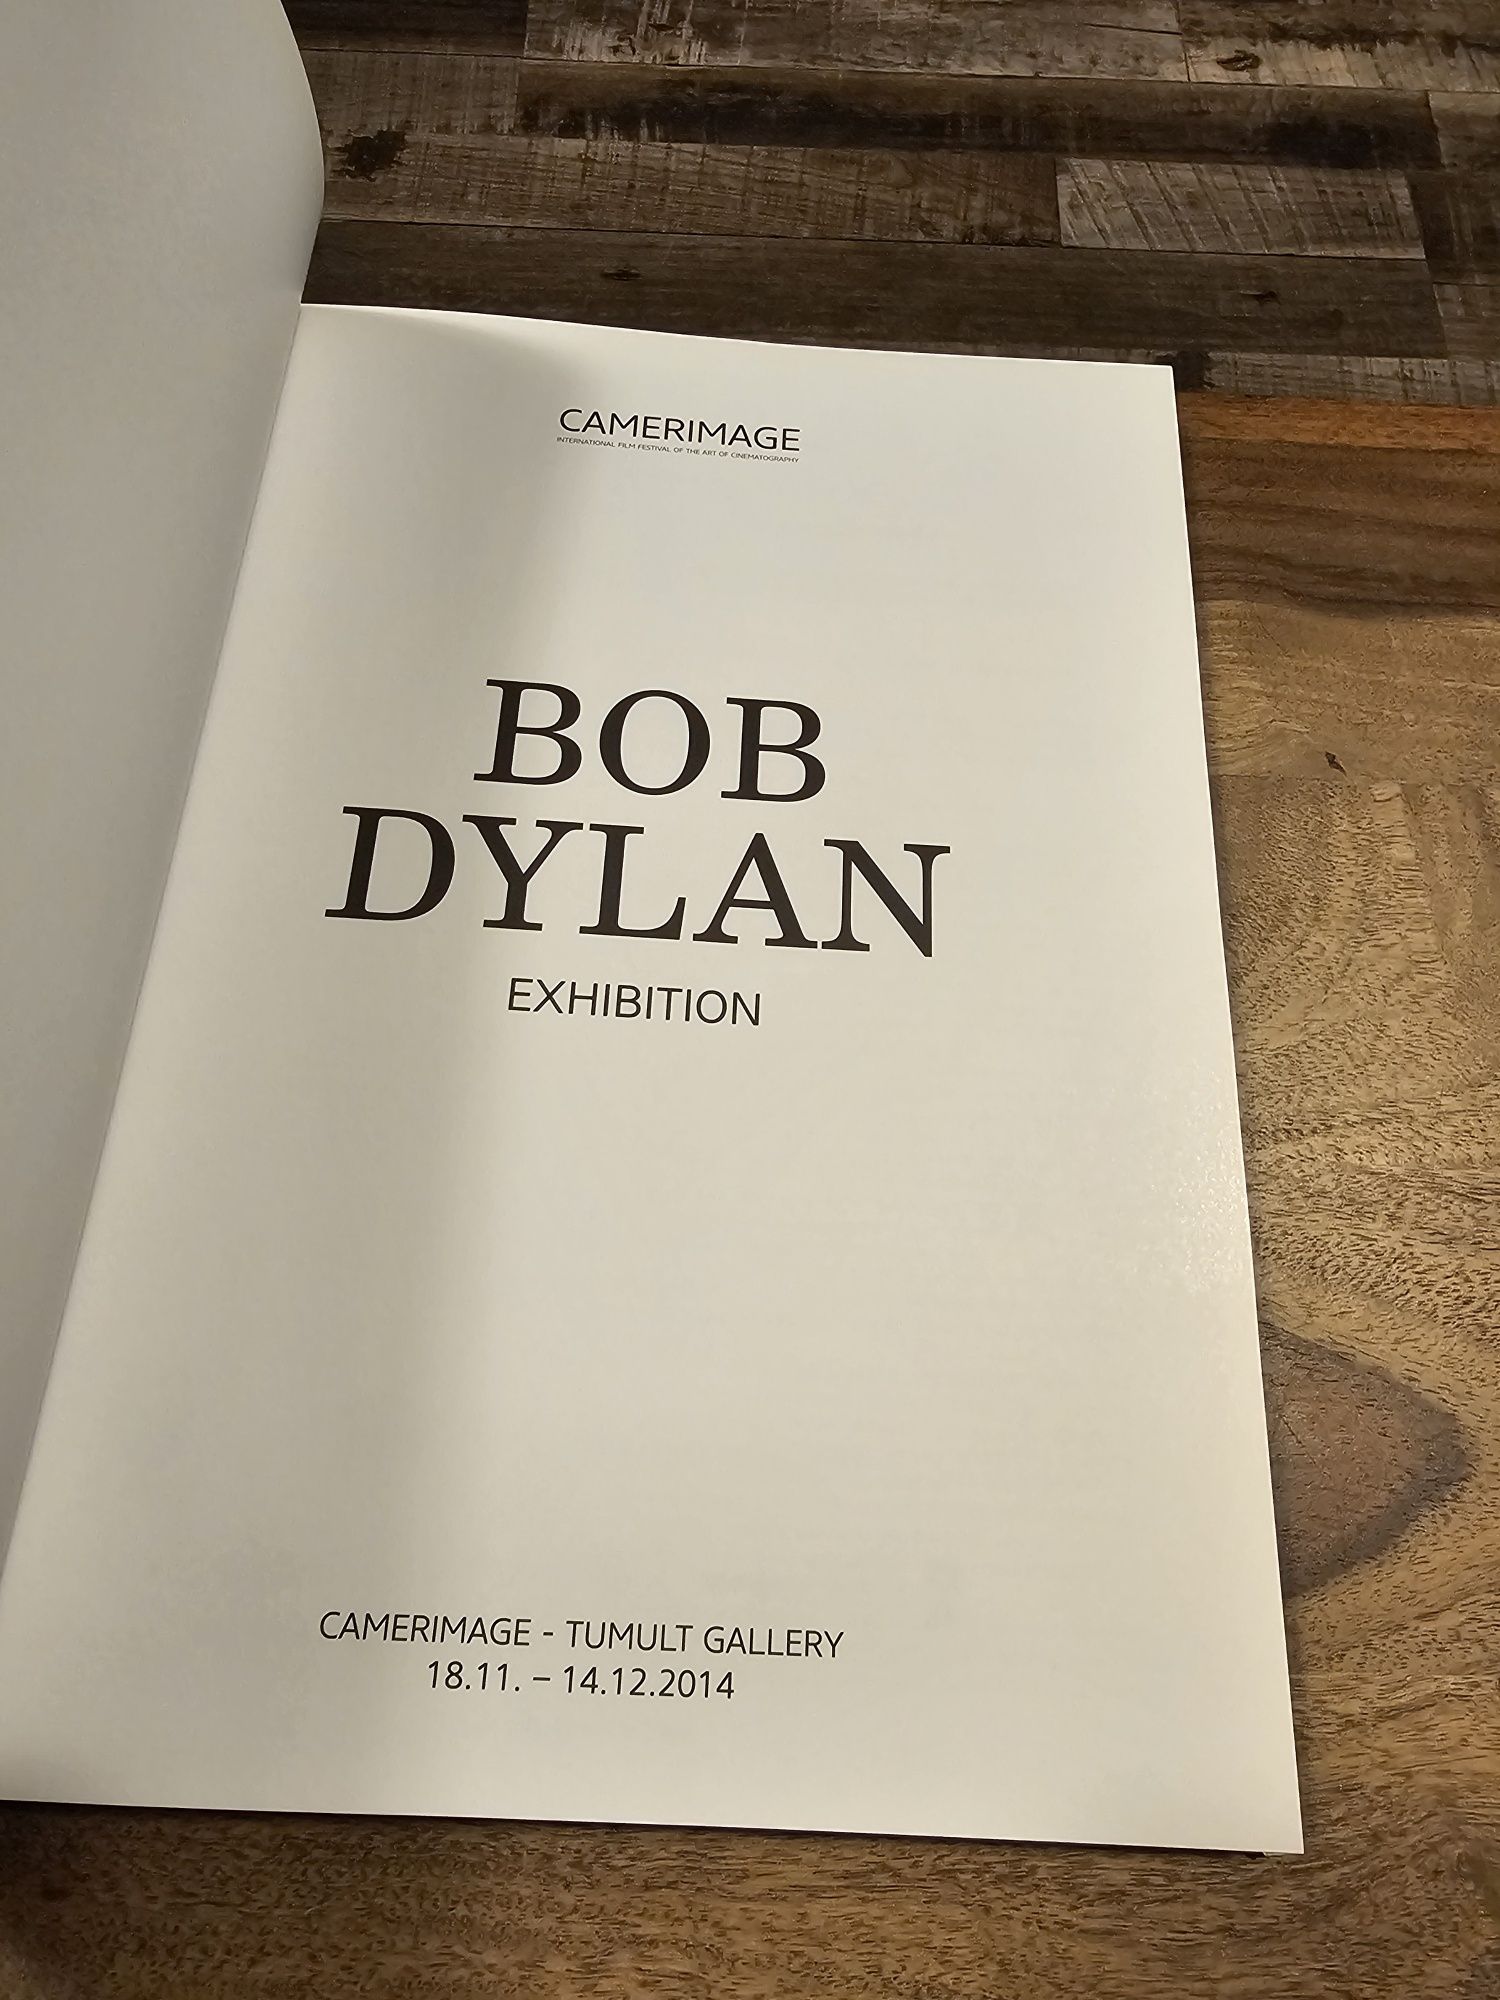 CAMERIMAGE
INTERNATIONAL FILM FESTIVAL OF THE ART OF CINEMATOGRAPHY
BOB
DYLAN
EXHIBITION
CAMERIMAGE - TUMULT GALLERY
18.11. – 14.12.2014